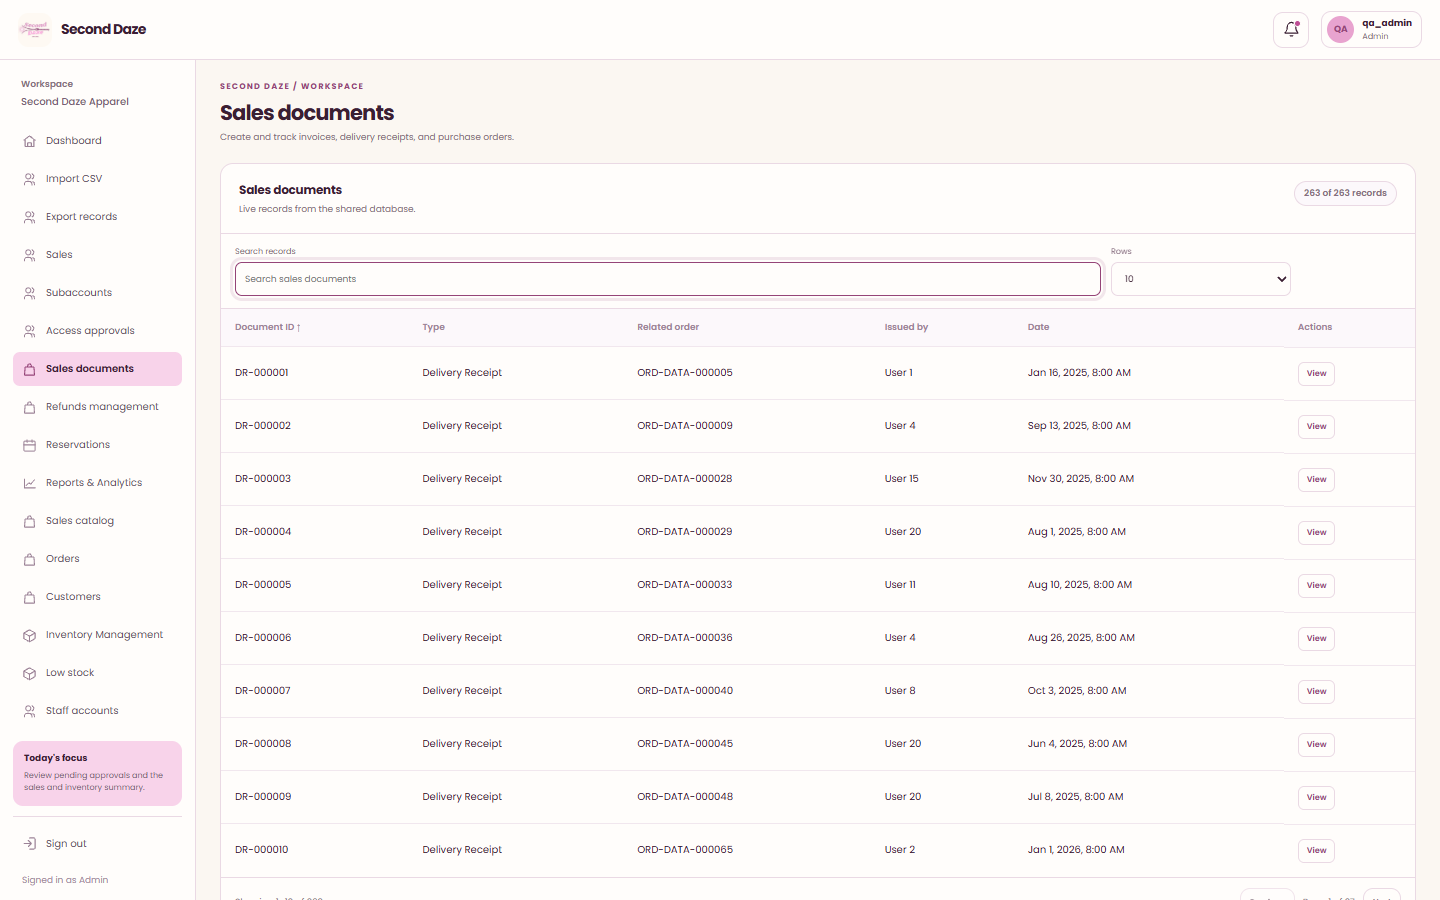 Second Daze
QA
qa_admin
Admin
Workspace
Second Daze Apparel
Dashboard
Import CSV
Export records
Sales
Subaccounts
Access approvals
Sales documents
Refunds management
Reservations
Reports & Analytics
Sales catalog
Orders
Customers
Inventory Management
Low stock
Staff accounts
Today's focus
Review pending approvals and the
sales and inventory summary.
Sign out
Signed in as Admin
SECOND DAZE / WORKSPACE
Sales documents
Create and track invoices, delivery receipts, and purchase orders.
Sales documents
Live records from the shared database.
263 of 263 records
Search records
Search sales documents
Rows
10
Document ID ↑ Type Related order Issued by Date Actions
DR-000001 Delivery Receipt ORD-DATA-000005 User 1 Jan 16, 2025, 8:00 AM View
DR-000002 Delivery Receipt ORD-DATA-000009 User 4 Sep 13, 2025, 8:00 AM View
DR-000003 Delivery Receipt ORD-DATA-000028 User 15 Nov 30, 2025, 8:00 AM View
DR-000004 Delivery Receipt ORD-DATA-000029 User 20 Aug 1, 2025, 8:00 AM View
DR-000005 Delivery Receipt ORD-DATA-000033 User 11 Aug 10, 2025, 8:00 AM View
DR-000006 Delivery Receipt ORD-DATA-000036 User 4 Aug 26, 2025, 8:00 AM View
DR-000007 Delivery Receipt ORD-DATA-000040 User 8 Oct 3, 2025, 8:00 AM View
DR-000008 Delivery Receipt ORD-DATA-000045 User 20 Jun 4, 2025, 8:00 AM View
DR-000009 Delivery Receipt ORD-DATA-000048 User 20 Jul 8, 2025, 8:00 AM View
DR-000010 Delivery Receipt ORD-DATA-000065 User 2 Jan 1, 2026, 8:00 AM View